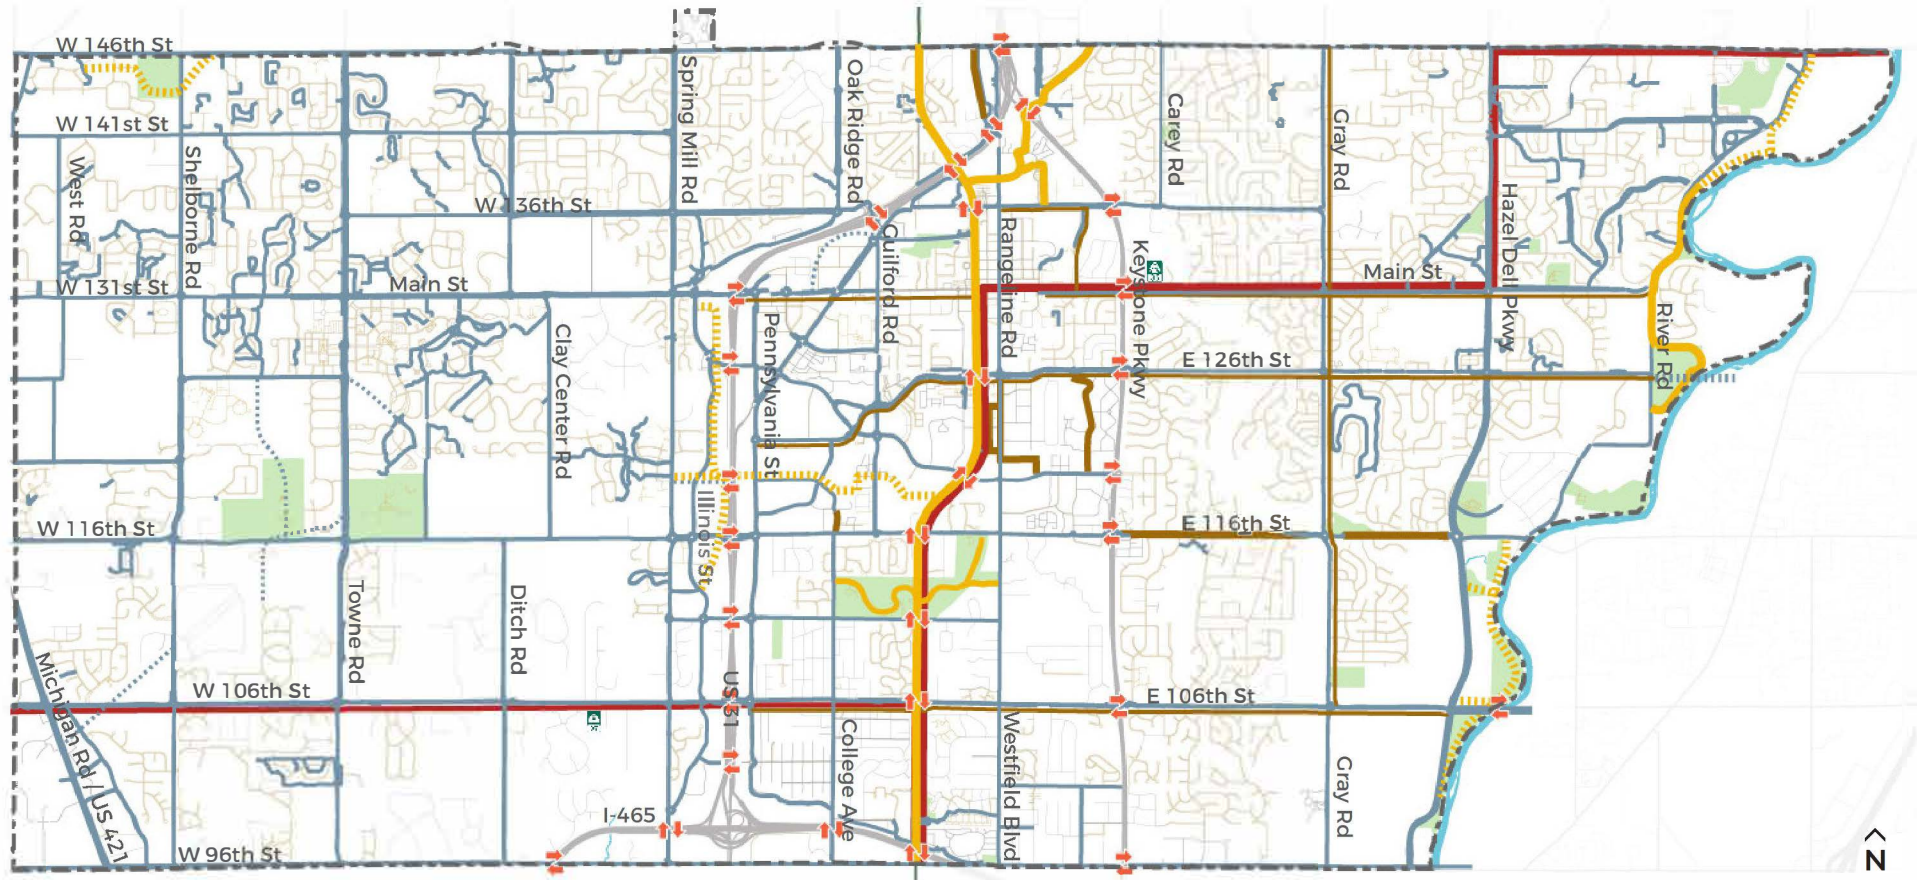 W 146th St
W 141st St
West Rd
Shelborne Rd
Spring Mill Rd
Oak Ridge Rd
Carey Rd
Gray Rd
W 136th St
Guilford Rd
Rangeline Rd
Keystone Pkwy
Hazel Dell Pkwy
Main St
W 131st St
Main St
Clay Center Rd
Pennsylvania St
E 126th St
River Rd
Illinois St
W 116th St
E 116th St
Towne Rd
Ditch Rd
Michigan Rd / US 421
W 106th St
US 31
E 106th St
College Ave
Westfield Blvd
Gray Rd
I-465
W 96th St
N